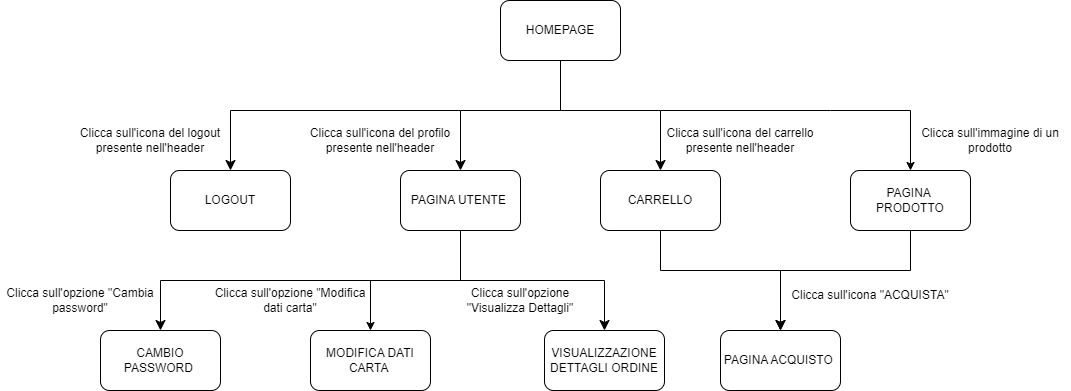 HOMEPAGE
Clicca sull'icona del logout
presente nell'header
Clicca sull'icona del profilo
presente nell'header
Clicca sull'icona del carrello
presente nell'header
Clicca sull'immagine di un
prodotto
LOGOUT
PAGINA UTENTE
CARRELLO
PAGINA
PRODOTTO
Clicca sull'opzione "Cambia
password"
Clicca sull'opzione "Modifica
dati carta"
Clicca sull'opzione
"Visualizza Dettagli"
Clicca sull'icona "ACQUISTA"
CAMBIO
PASSWORD
MODIFICA DATI
CARTA
VISUALIZZAZIONE
DETTAGLI ORDINE
PAGINA ACQUISTO